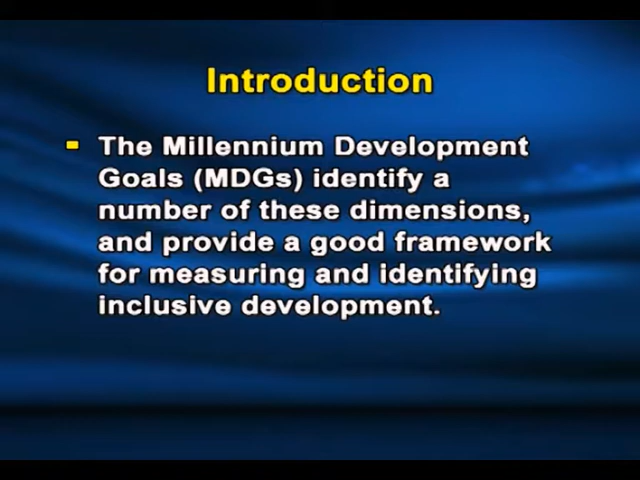 Introduction
The Millennium Development
Goals (MDGs) identify a
number of these dimensions,
and provide a good framework
for measuring and identifying
inclusive development.